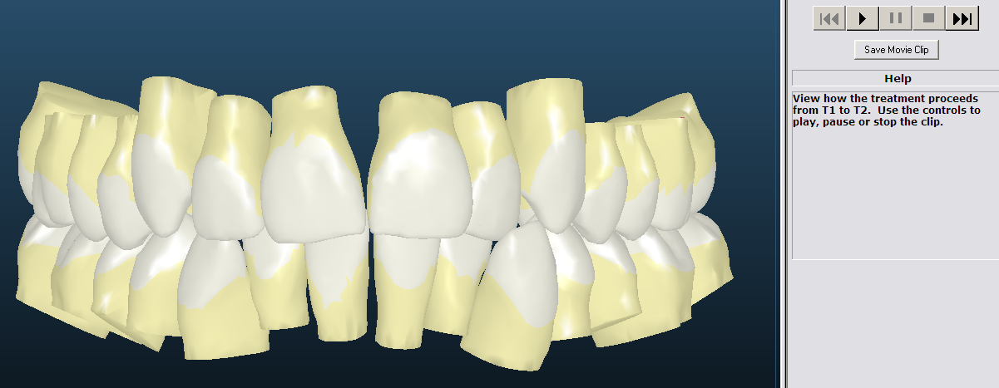 Save Movie Clip
Help
View how the treatment proceeds
from T1 to T2.  Use the controls to
play, pause or stop the clip.